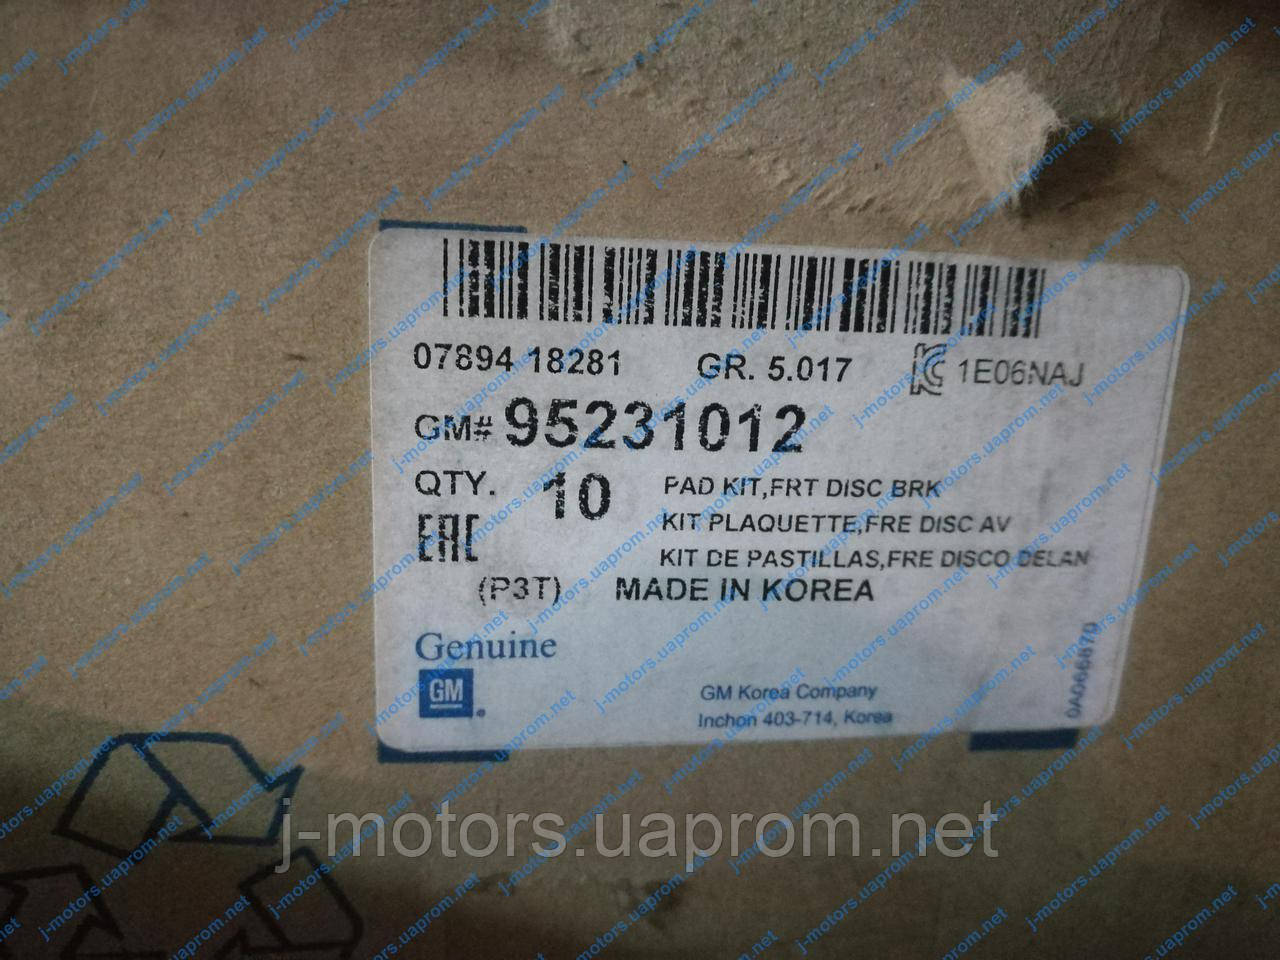 07894 18281 GR. 5.017 KC 1E06NAJ
GM# 95231012
QTY. 10 PAD KIT,FRT DISC BRK
EAC KIT PLAQUETTE,FRE DISC AV
KIT DE PASTILLAS,FRE DISCO DELAN
(P3T) MADE IN KOREA
Genuine
GM
GM Korea Company
Inchon 403-714, Korea
j-motors.uaprom.net